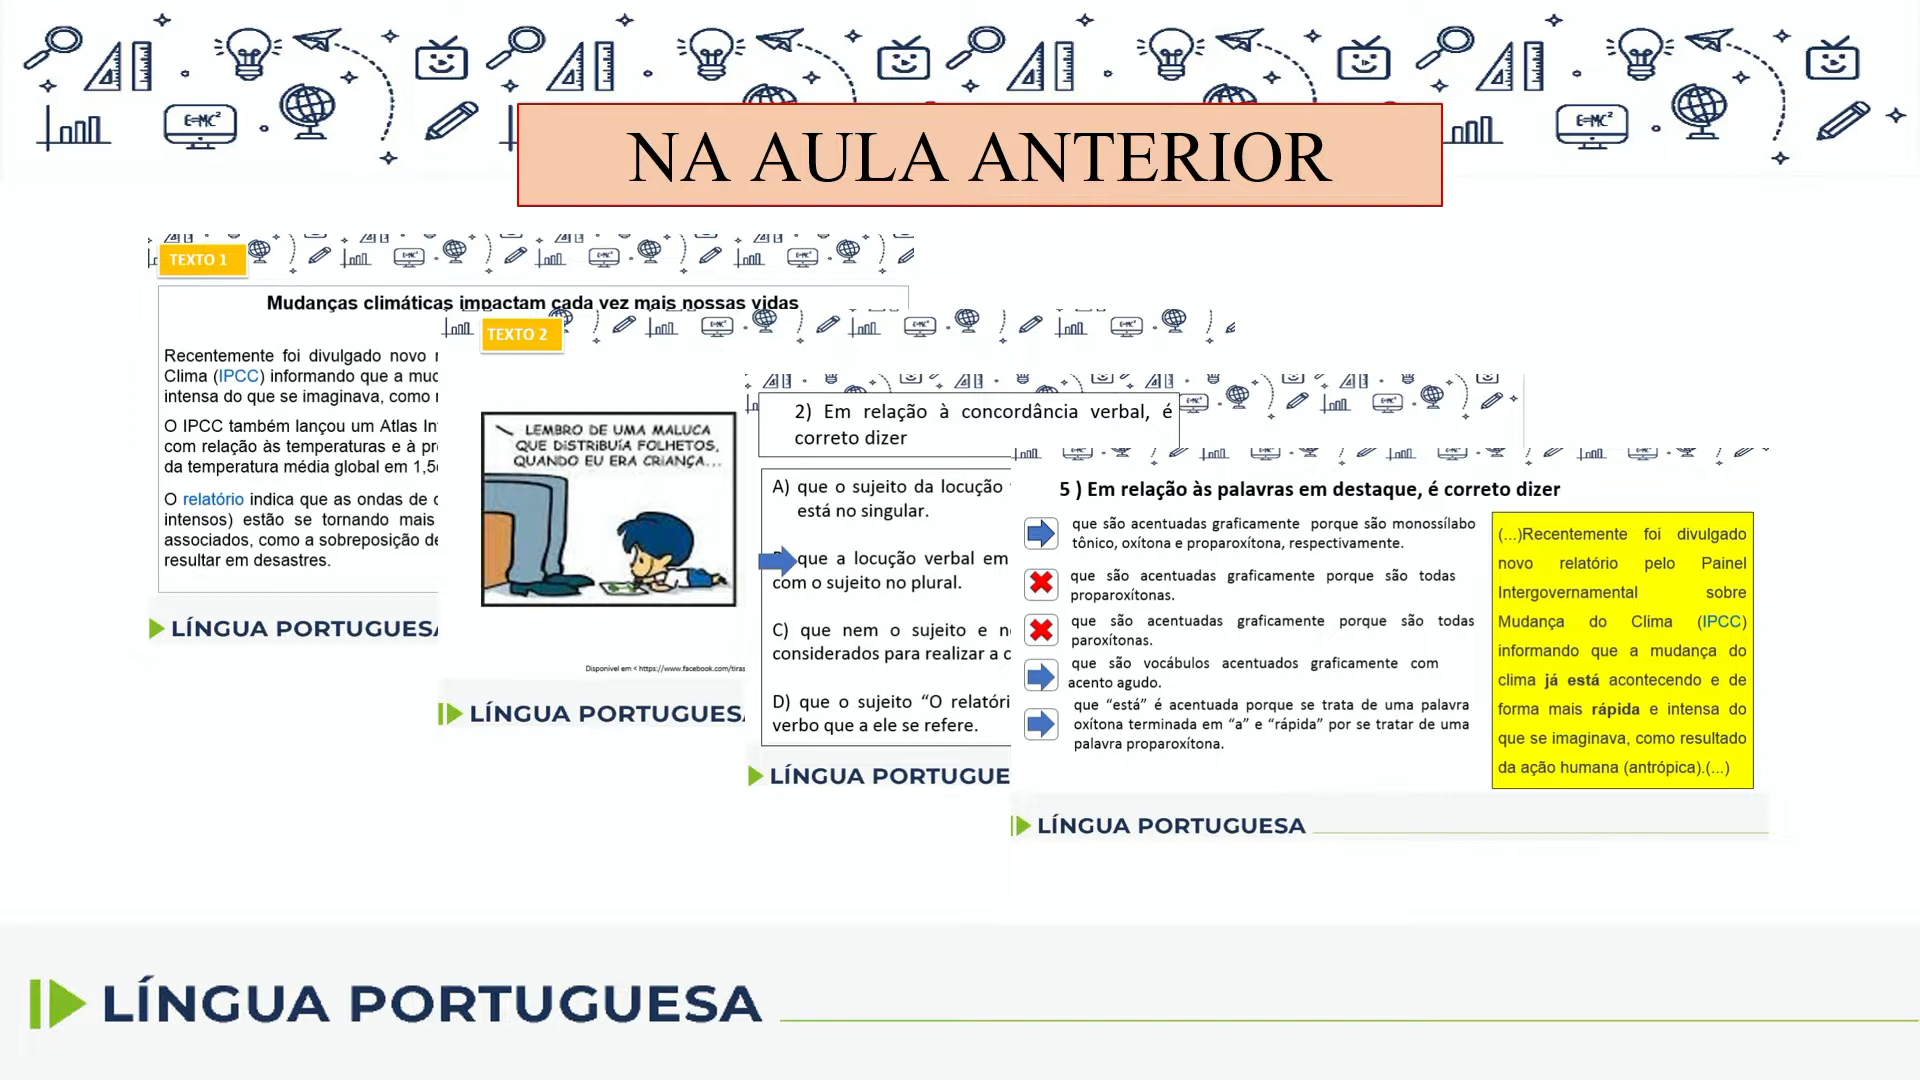 NA AULA ANTERIOR
TEXTO 1
Mudanças climáticas impactam cada vez mais nossas vidas
Recentemente foi divulgado novo
Clima (IPCC) informando que a
intensa do que se imaginava, como
O IPCC também lançou um Atlas
com relação às temperaturas e à
da temperatura média global em
O relatório indica que as ondas de
intensos) estão se tornando mais
associados, como a sobreposição
resultar em desastres.
LÍNGUA PORTUGUESA
TEXTO 2
LEMBRO DE UMA MALUCA
QUE DISTRIBUÍA FOLHETOS,
QUANDO EU ERA CRIANÇA...
Disponível em < https://www.facebook.com/tiras
LÍNGUA PORTUGUESA
2) Em relação à concordância verbal, é
correto dizer
A) que o sujeito da locução
está no singular.
que a locução verbal em
com o sujeito no plural.
C) que nem o sujeito e
considerados para realizar a
D) que o sujeito “O
verbo que a ele se refere.
LÍNGUA PORTUGUE
5 ) Em relação às palavras em destaque, é correto dizer
que são acentuadas graficamente porque são monossílabo
tônico, oxítona e proparoxítona, respectivamente.
que são acentuadas graficamente porque são todas
proparoxítonas.
que são acentuadas graficamente porque são todas
paroxítonas.
que são vocábulos acentuados graficamente com
acento agudo.
que “está” é acentuada porque se trata de uma palavra
oxítona terminada em “a” e “rápida” por se tratar de uma
palavra proparoxítona.
(...)Recentemente foi divulgado
novo relatório pelo Painel
Intergovernamental sobre
Mudança do Clima (IPCC)
informando que a mudança do
clima já está acontecendo e de
forma mais rápida e intensa do
que se imaginava, como resultado
da ação humana (antrópica).(...)
LÍNGUA PORTUGUESA
LÍNGUA PORTUGUESA